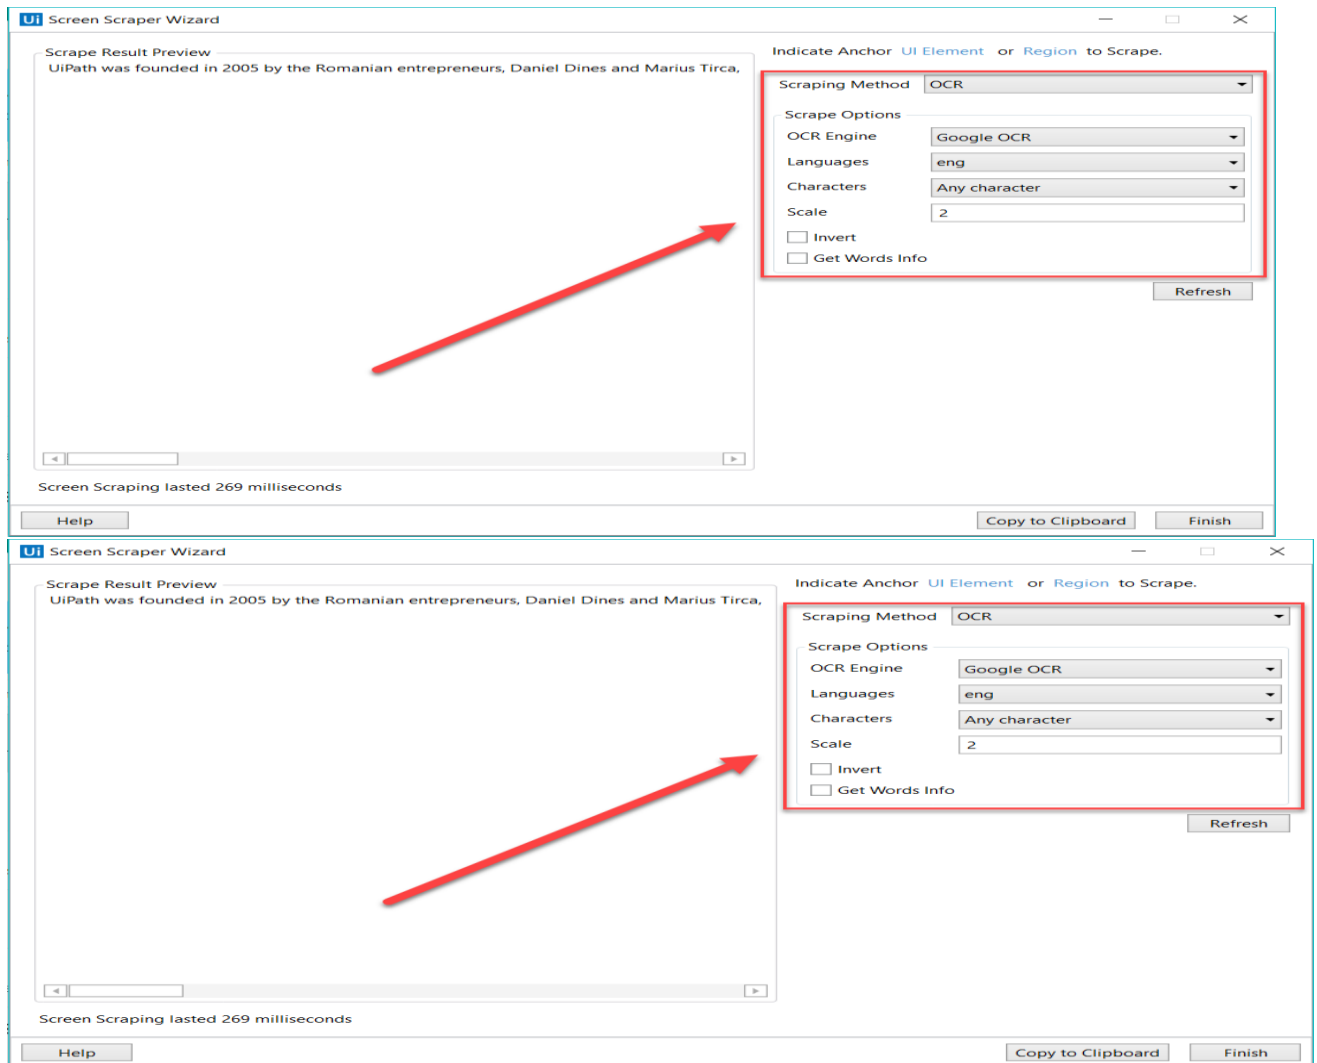 Ui Screen Scraper Wizard
Scrape Result Preview
UiPath was founded in 2005 by the Romanian entrepreneurs, Daniel Dines and Marius Tirca,
Indicate Anchor UI Element or Region to Scrape.
Scraping Method OCR
Scrape Options
OCR Engine Google OCR
Languages eng
Characters Any character
Scale 2
Invert
Get Words Info
Refresh
Screen Scraping lasted 269 milliseconds
Help Copy to Clipboard Finish
Ui Screen Scraper Wizard
Scrape Result Preview
UiPath was founded in 2005 by the Romanian entrepreneurs, Daniel Dines and Marius Tirca,
Indicate Anchor UI Element or Region to Scrape.
Scraping Method OCR
Scrape Options
OCR Engine Google OCR
Languages eng
Characters Any character
Scale 2
Invert
Get Words Info
Refresh
Screen Scraping lasted 269 milliseconds
Help Copy to Clipboard Finish